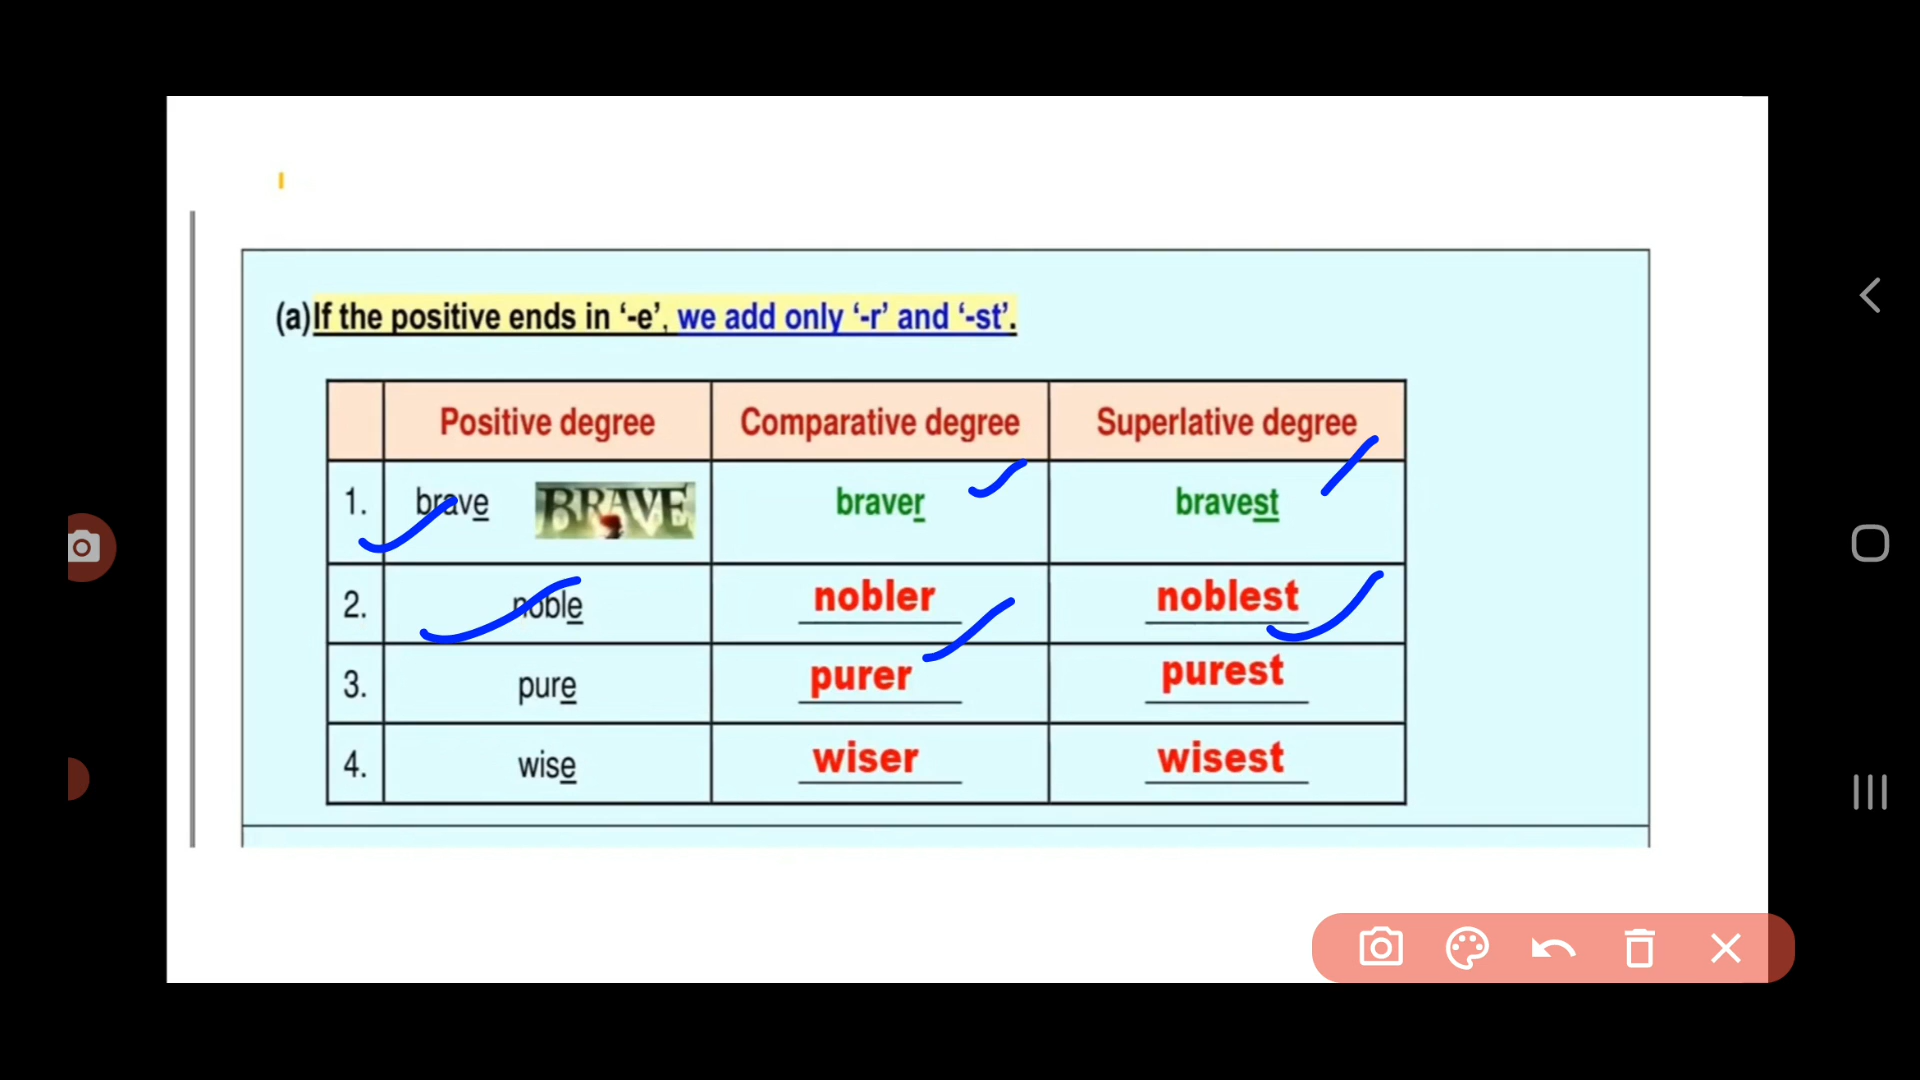 (a)If the positive ends in ‘-e’, we add only ‘-r’ and ‘-st’.
Positive degree Comparative degree Superlative degree
1. brave BRAVE braver bravest
2. noble nobler noblest
3. pure purer purest
4. wise wiser wisest